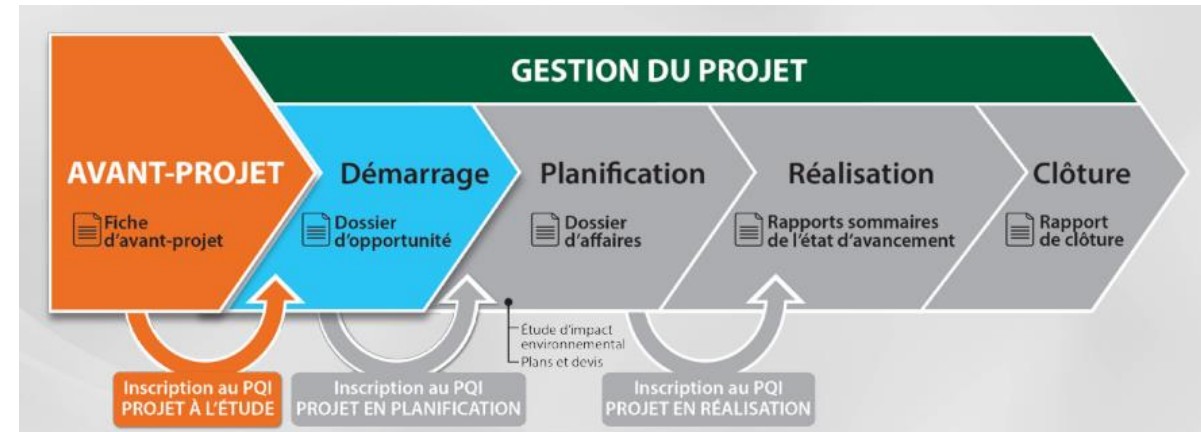 GESTION DU PROJET
AVANT-PROJET
Fiche
d'avant-projet
Démarrage
Dossier
d'opportunité
Planification
Dossier
d'affaires
Réalisation
Rapports sommaires
de l'état d'avancement
Clôture
Rapport
de clôture
Étude d'impact
environnemental
Plans et devis
Inscription au PQI
PROJET À L'ÉTUDE
Inscription au PQI
PROJET EN PLANIFICATION
Inscription au PQI
PROJET EN RÉALISATION